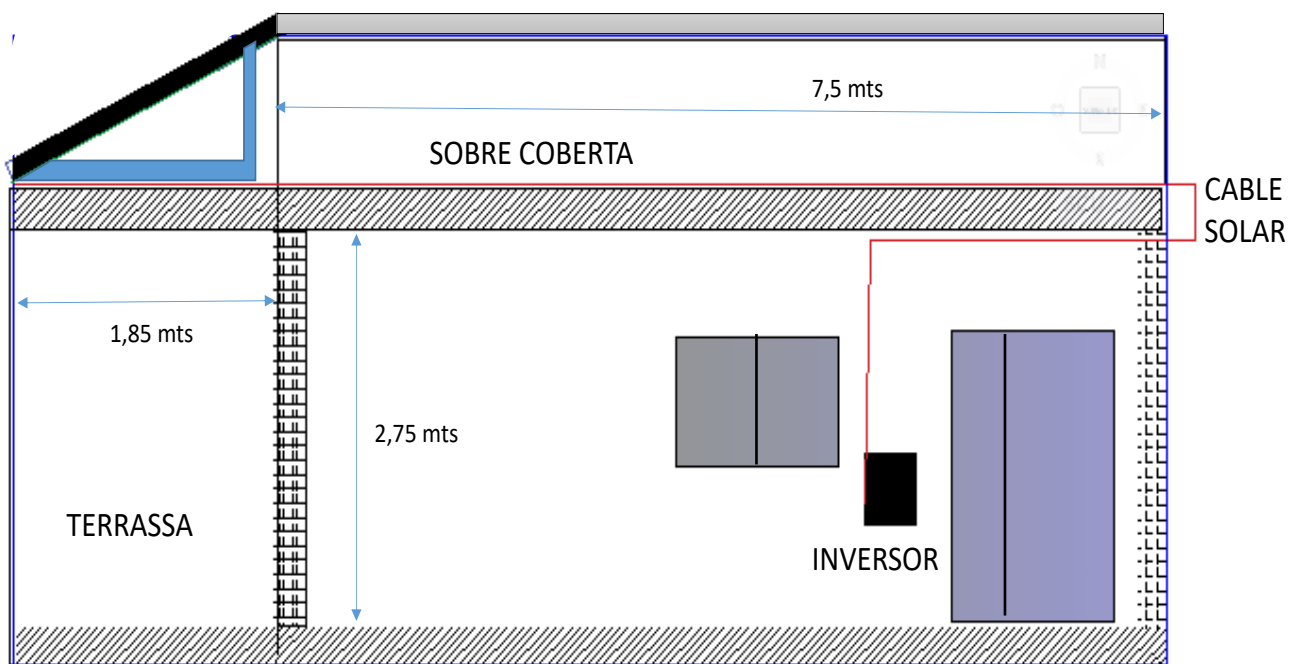 7,5 mts
SOBRE COBERTA
CABLE
SOLAR
1,85 mts
2,75 mts
TERRASSA
INVERSOR